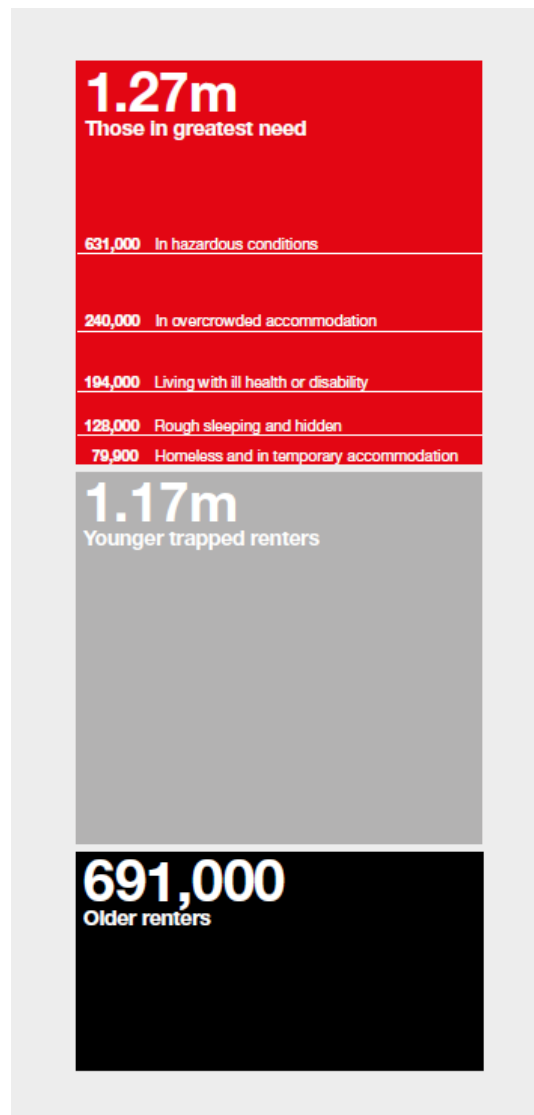 1.27m
Those in greatest need
631,000 In hazardous conditions
240,000 In overcrowded accommodation
194,000 Living with ill health or disability
128,000 Rough sleeping and hidden
79,900 Homeless and in temporary accommodation
1.17m
Younger trapped renters
691,000
Older renters